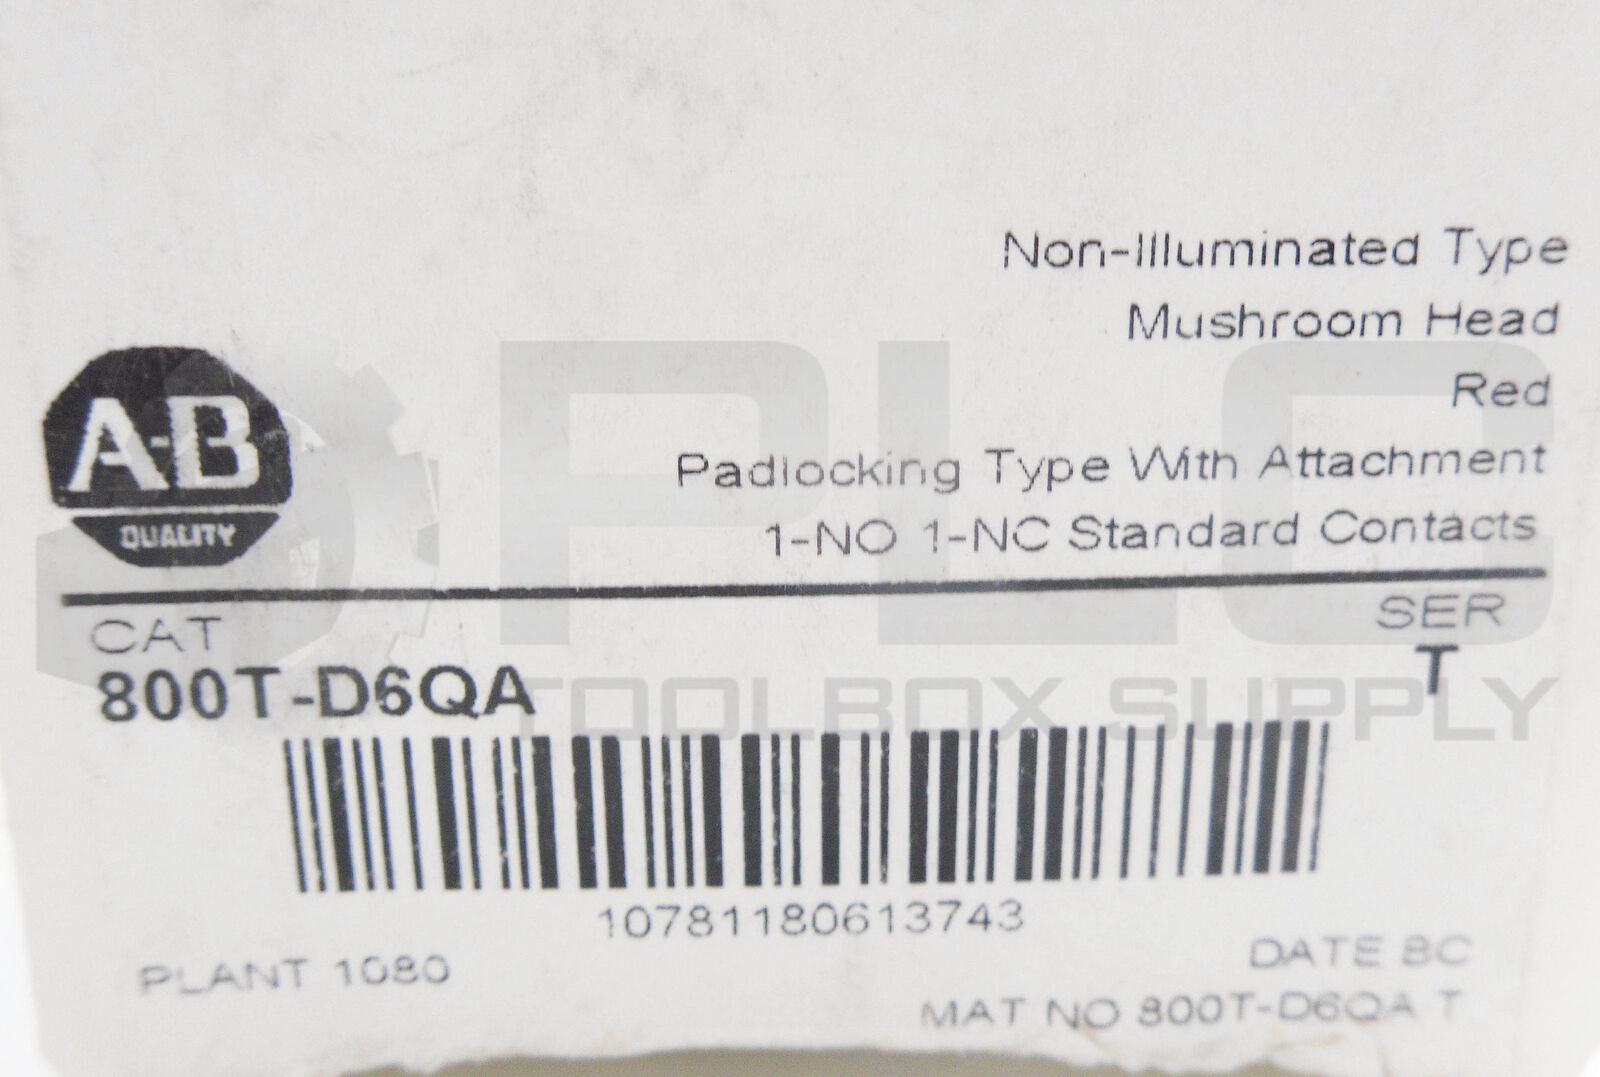 Non-Illuminated Type
Mushroom Head
Red
Padlocking Type With Attachment
1-NO 1-NC Standard Contacts
A-B
QUALITY
CAT
SER
800T-D6QA
T
10781180613743
PLANT 1080
DATE 8C
MAT NO 800T-D6QA T
PLC
TOOLBOX SUPPLY